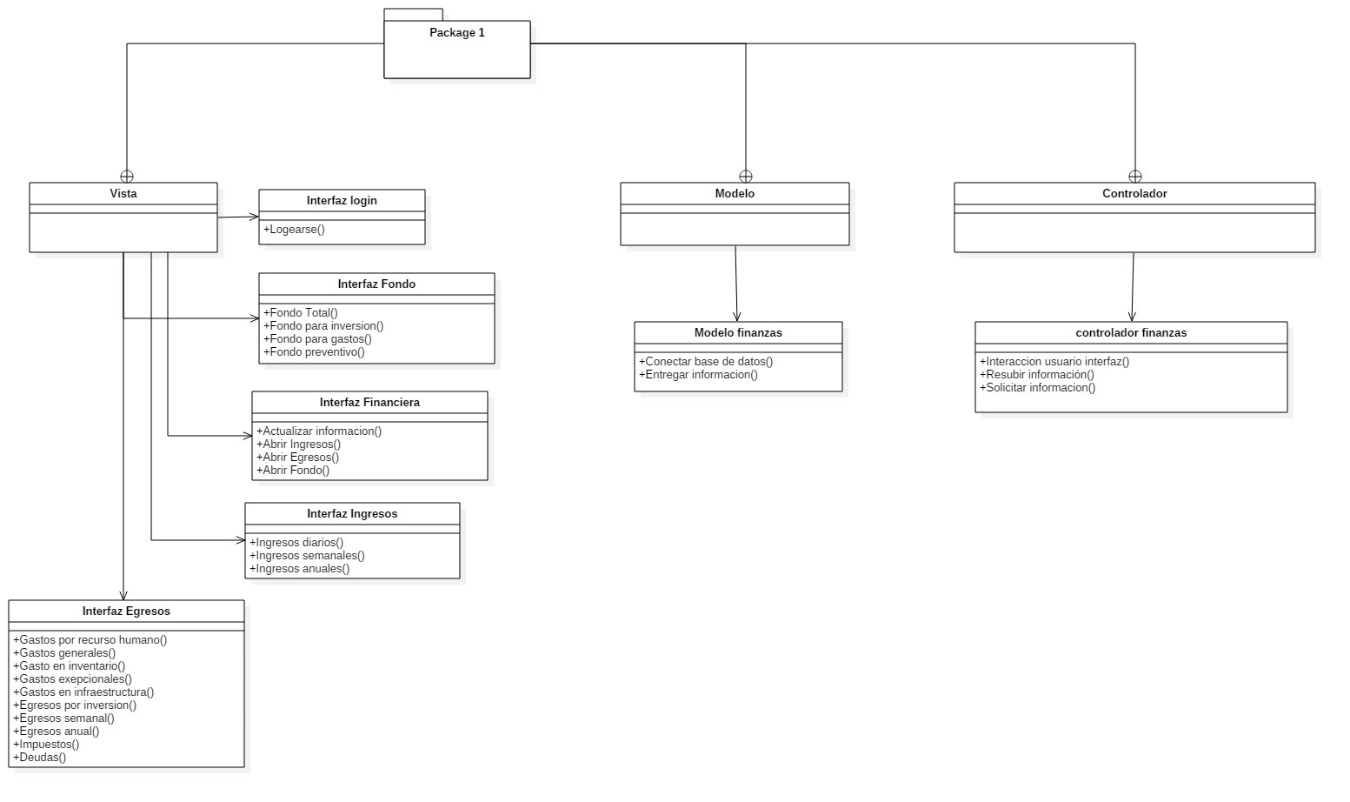 Package 1
Vista
Interfaz login
+Logearse()
Interfaz Fondo
+Fondo Total()
+Fondo para inversion()
+Fondo para gastos()
+Fondo preventivo()
Interfaz Financiera
+Actualizar informacion()
+Abrir Ingresos()
+Abrir Egresos()
+Abrir Fondo()
Interfaz Ingresos
+Ingresos diarios()
+Ingresos semanales()
+Ingresos anuales()
Interfaz Egresos
+Gastos por recurso humano()
+Gastos generales()
+Gasto en inventario()
+Gastos exepcionales()
+Gastos en infraestructura()
+Egresos por inversion()
+Egresos semanal()
+Egresos anual()
+Impuestos()
+Deudas()
Modelo
Modelo finanzas
+Conectar base de datos()
+Entregar informacion()
Controlador
controlador finanzas
+Interaccion usuario interfaz()
+Resubir información()
+Solicitar informacion()